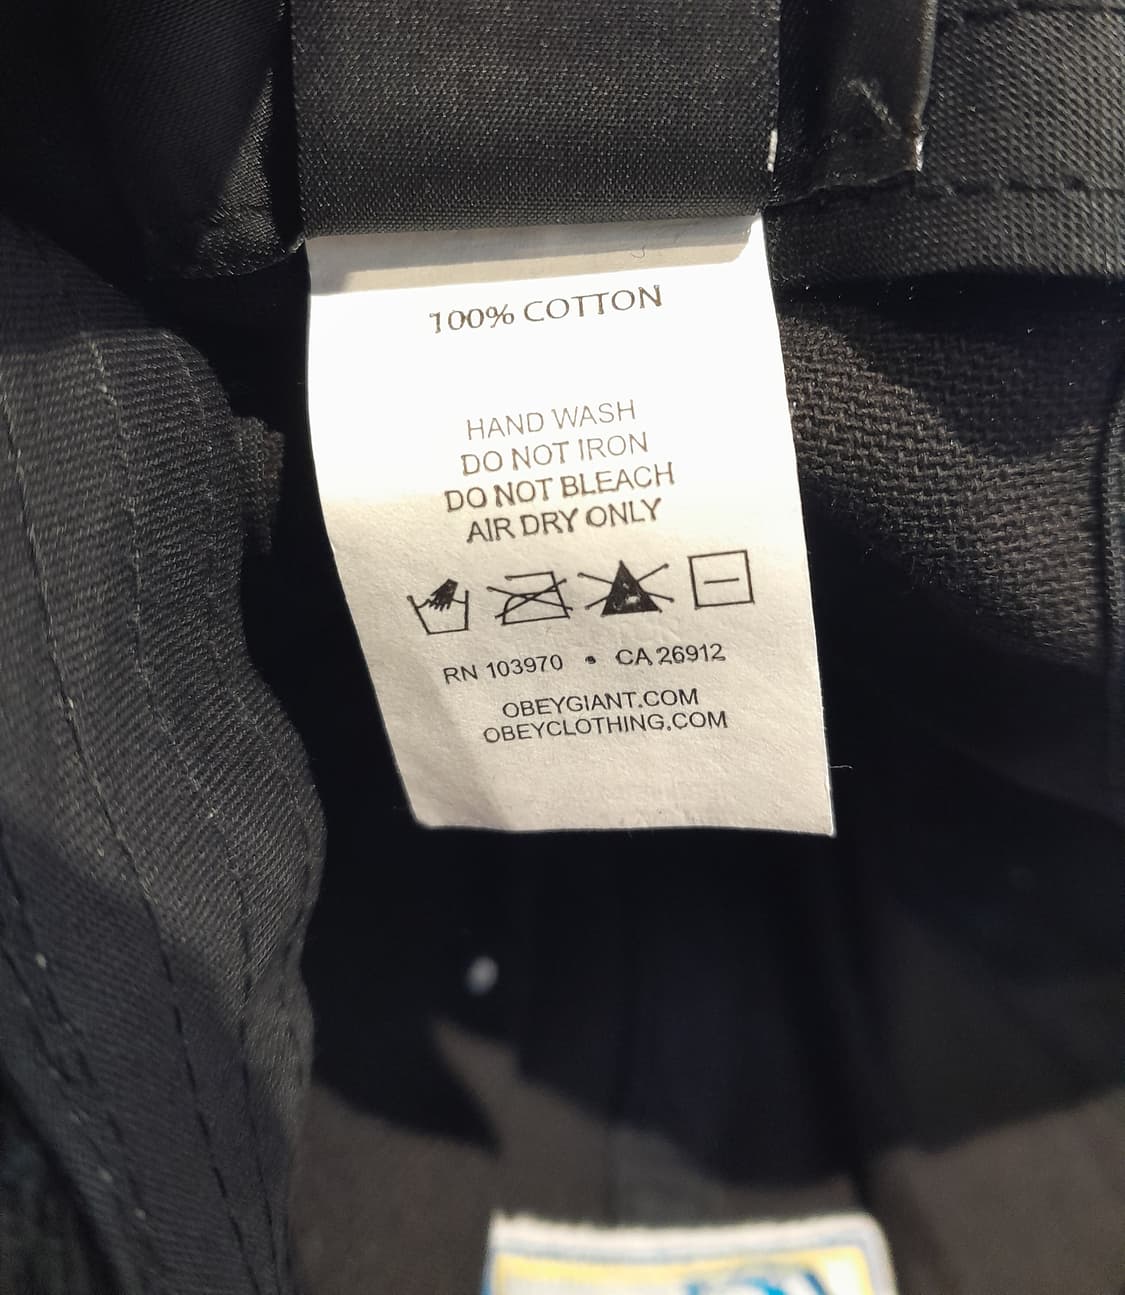 100% COTTON
HAND WASH
DO NOT IRON
DO NOT BLEACH
AIR DRY ONLY
RN 103970 • CA 26912
OBEYGIANT.COM
OBEYCLOTHING.COM